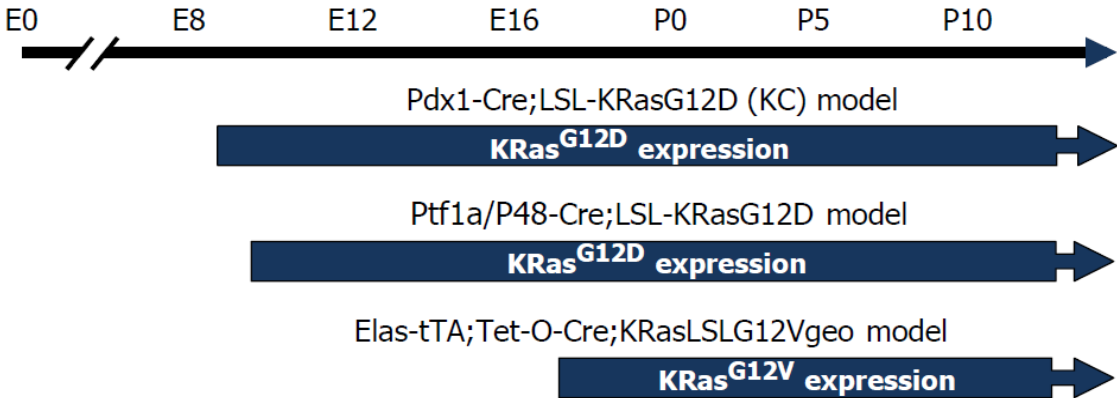 E0 E8 E12 E16 P0 P5 P10
Pdx1-Cre;LSL-KRasG12D (KC) model
KRasG12D expression
Ptf1a/P48-Cre;LSL-KRasG12D model
KRasG12D expression
Elas-tTA;Tet-O-Cre;KRasLSLG12Vgeo model
KRasG12V expression